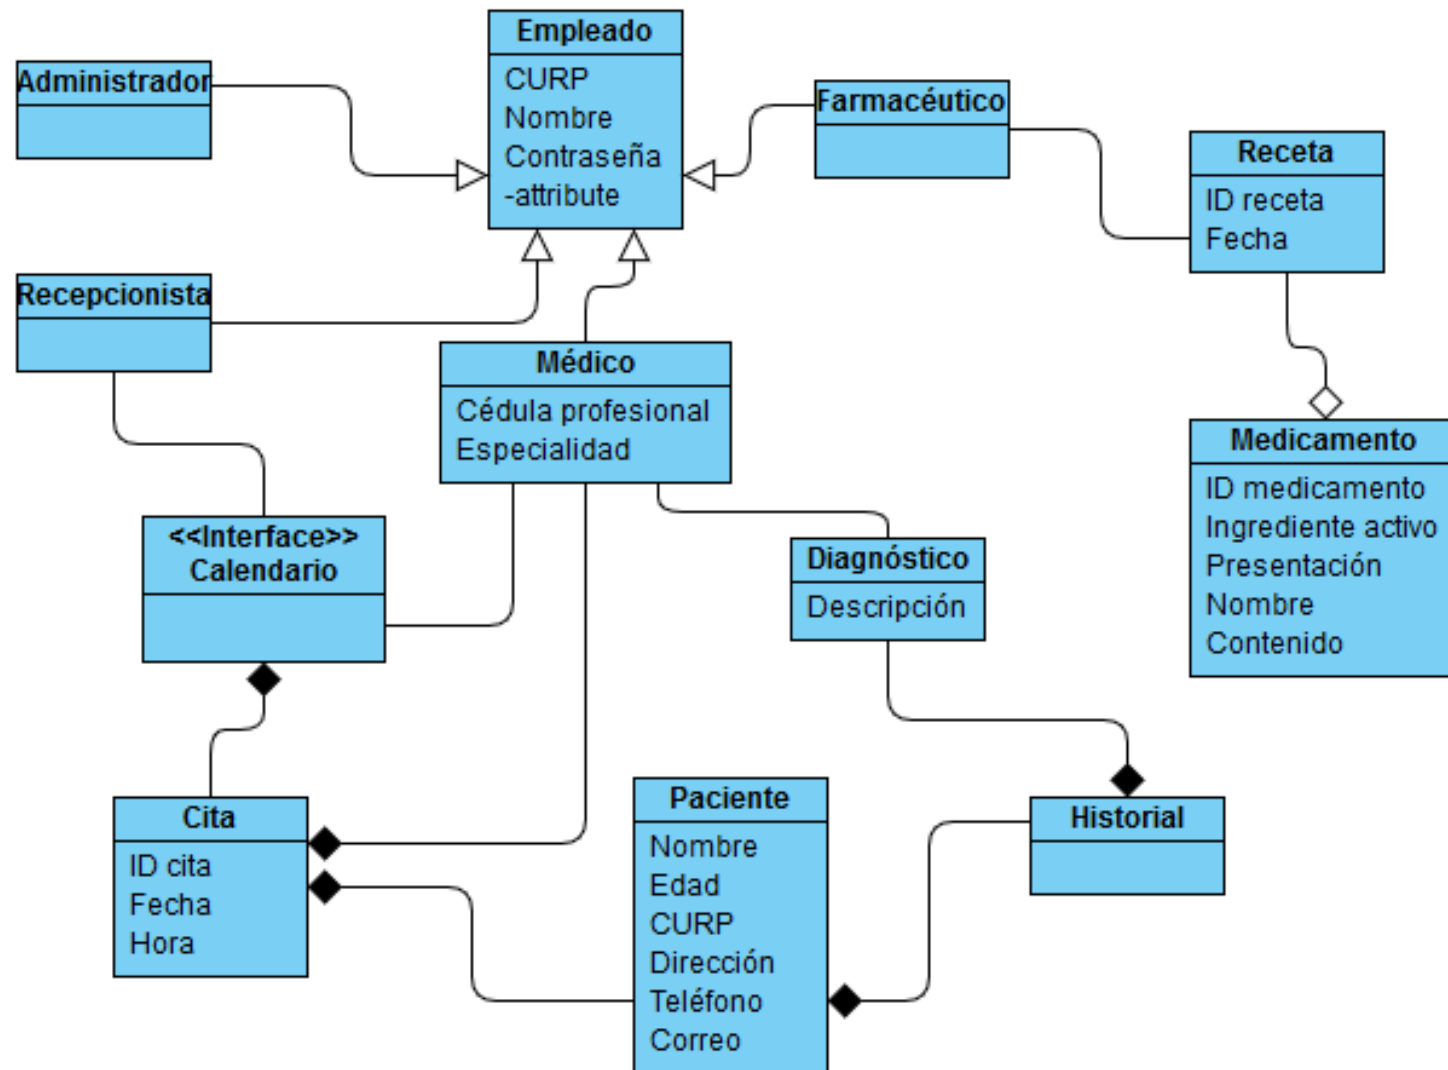 Empleado
CURP
Nombre
Contraseña
-attribute
Administrador
Farmacéutico
Receta
ID receta
Fecha
Recepcionista
Médico
Cédula profesional
Especialidad
Medicamento
ID medicamento
Ingrediente activo
Presentación
Nombre
Contenido
<<Interface>>
Calendario
Diagnóstico
Descripción
Cita
ID cita
Fecha
Hora
Paciente
Nombre
Edad
CURP
Dirección
Teléfono
Correo
Historial